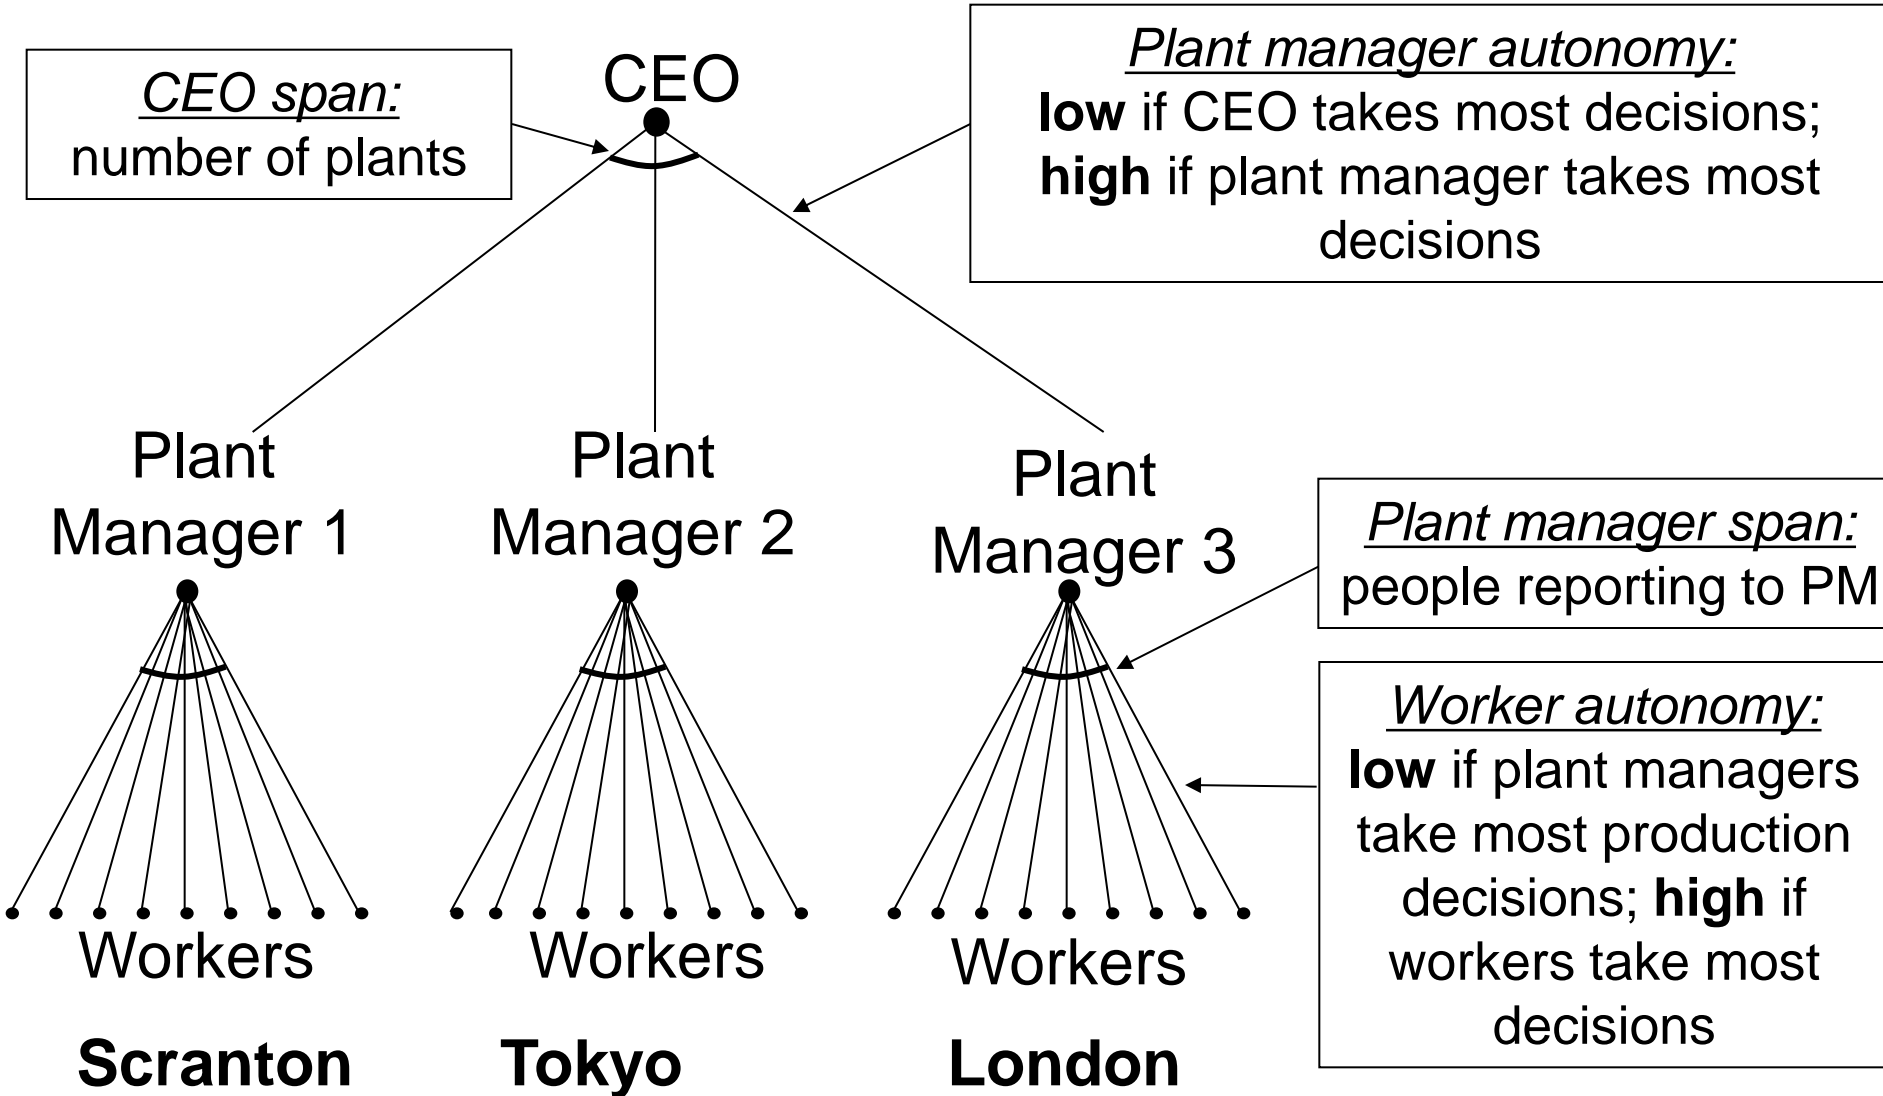 CEO span:
number of plants
CEO
Plant manager autonomy:
low if CEO takes most decisions;
high if plant manager takes most
decisions
Plant
Manager 1
Plant
Manager 2
Plant
Manager 3
Plant manager span:
people reporting to PM
Worker autonomy:
low if plant managers
take most production
decisions; high if
workers take most
decisions
Workers
Workers
Workers
Scranton
Tokyo
London